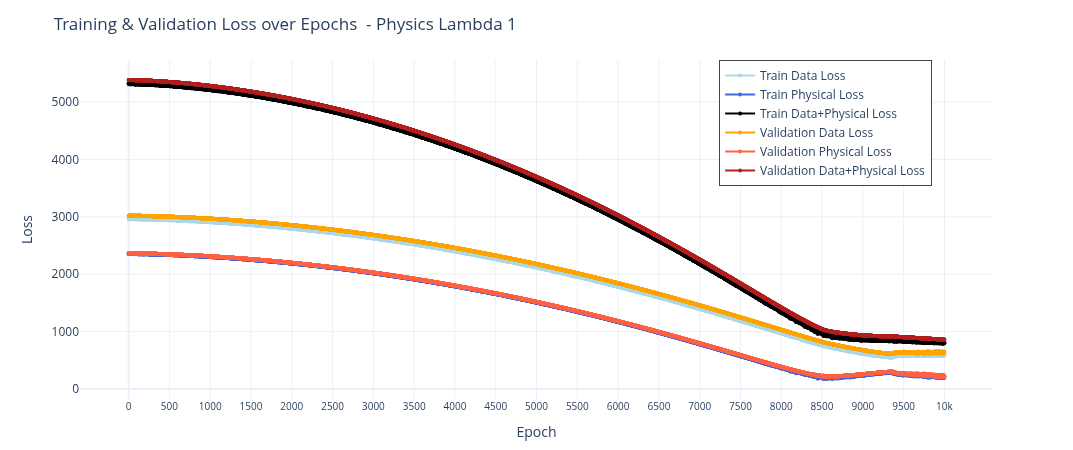 Training & Validation Loss over Epochs  - Physics Lambda 1
Train Data Loss
Train Physical Loss
Train Data+Physical Loss
Validation Data Loss
Validation Physical Loss
Validation Data+Physical Loss
Loss
5000
4000
3000
2000
1000
0
0 500 1000 1500 2000 2500 3000 3500 4000 4500 5000 5500 6000 6500 7000 7500 8000 8500 9000 9500 10k
Epoch